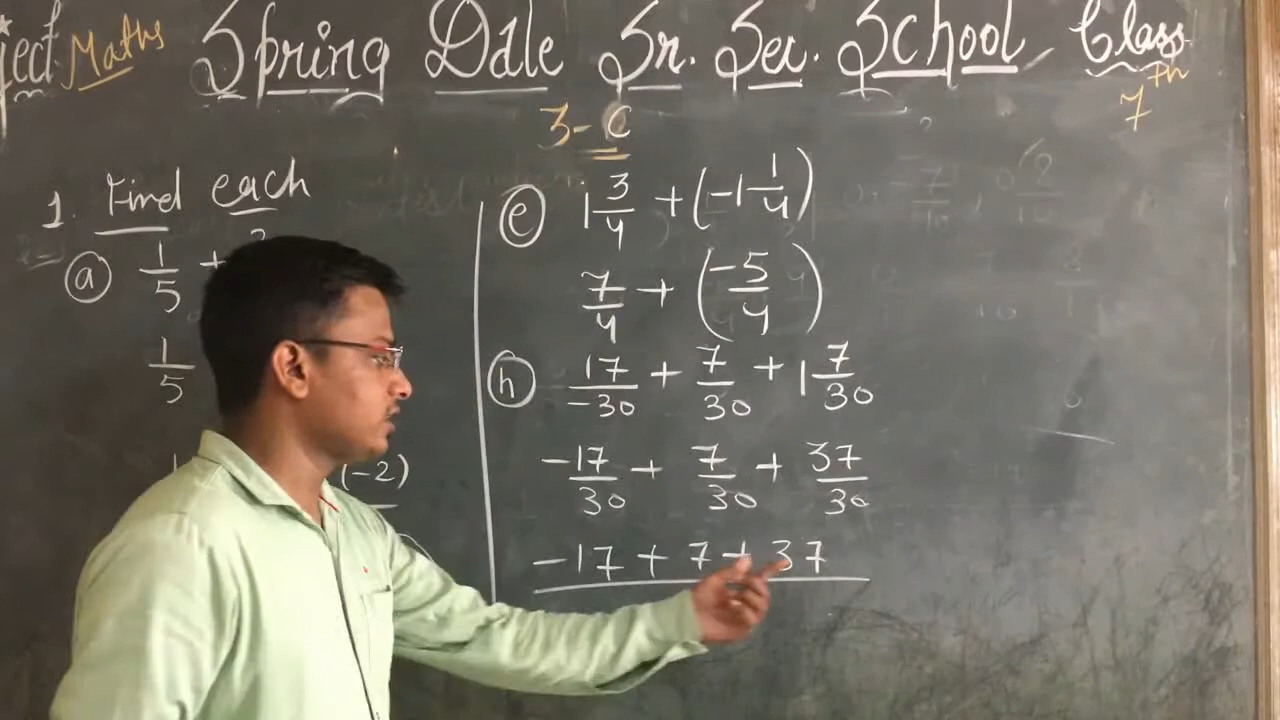 ject Maths Spring Dale Sr. Sec. School Class 7th
3-C
1. Find each
(a) 1/5 +
1/5
(-2)
(e) 1 3/4 + (-1 1/4)
7/4 + (-5/4)
(h) 17/-30 + 7/30 + 1 7/30
-17/30 + 7/30 + 37/30
-17 + 7 + 37